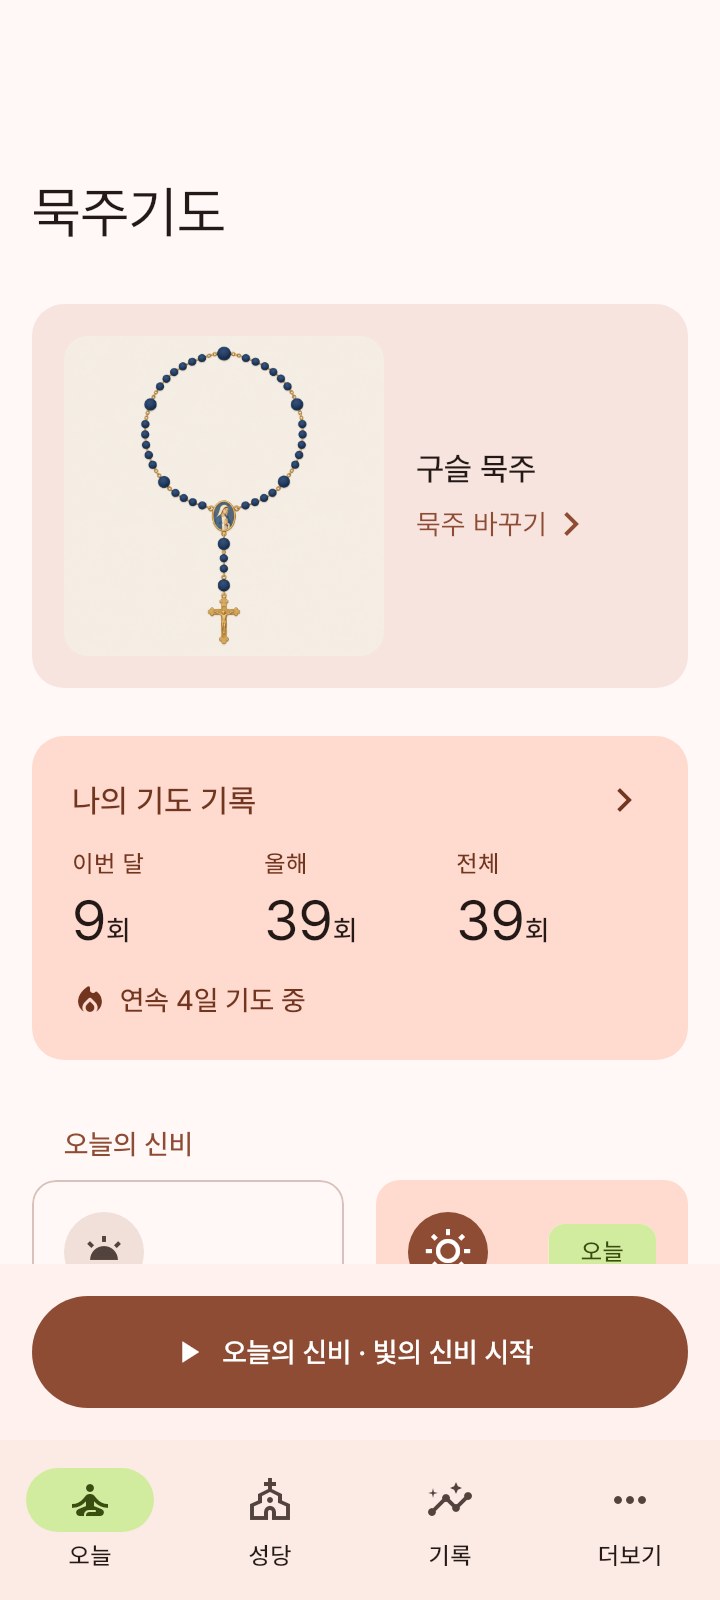 묵주기도
구슬 묵주
묵주 바꾸기
나의 기도 기록
이번 달
올해
전체
9회
39회
39회
연속 4일 기도 중
오늘의 신비
오늘
오늘의 신비 · 빛의 신비 시작
오늘
성당
기록
더보기